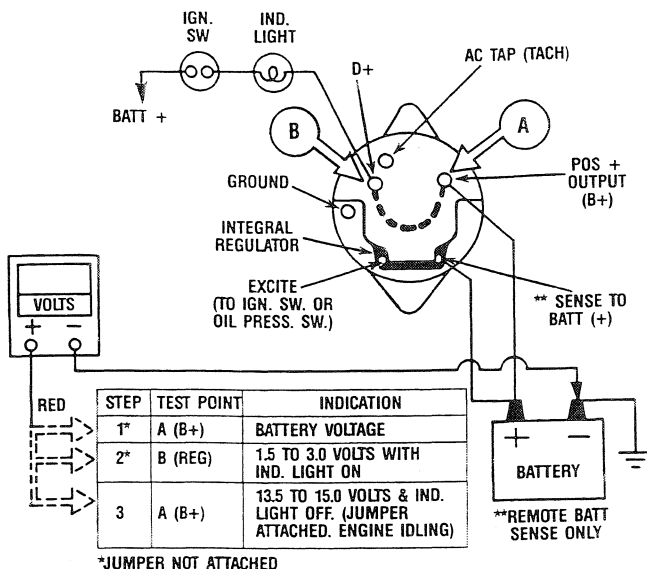 IGN.
SW
IND.
LIGHT
BATT +
D+
AC TAP (TACH)
B
A
GROUND
POS +
OUTPUT
(B+)
INTEGRAL
REGULATOR
EXCITE
(TO IGN. SW. OR
OIL PRESS. SW.)
** SENSE TO
BATT (+)
VOLTS
+ −
RED
STEP TEST POINT INDICATION
1* A (B+) BATTERY VOLTAGE
2* B (REG) 1.5 TO 3.0 VOLTS WITH
IND. LIGHT ON
3 A (B+) 13.5 TO 15.0 VOLTS & IND.
LIGHT OFF. (JUMPER
ATTACHED. ENGINE IDLING)
*JUMPER NOT ATTACHED
+ −
BATTERY
**REMOTE BATT
SENSE ONLY